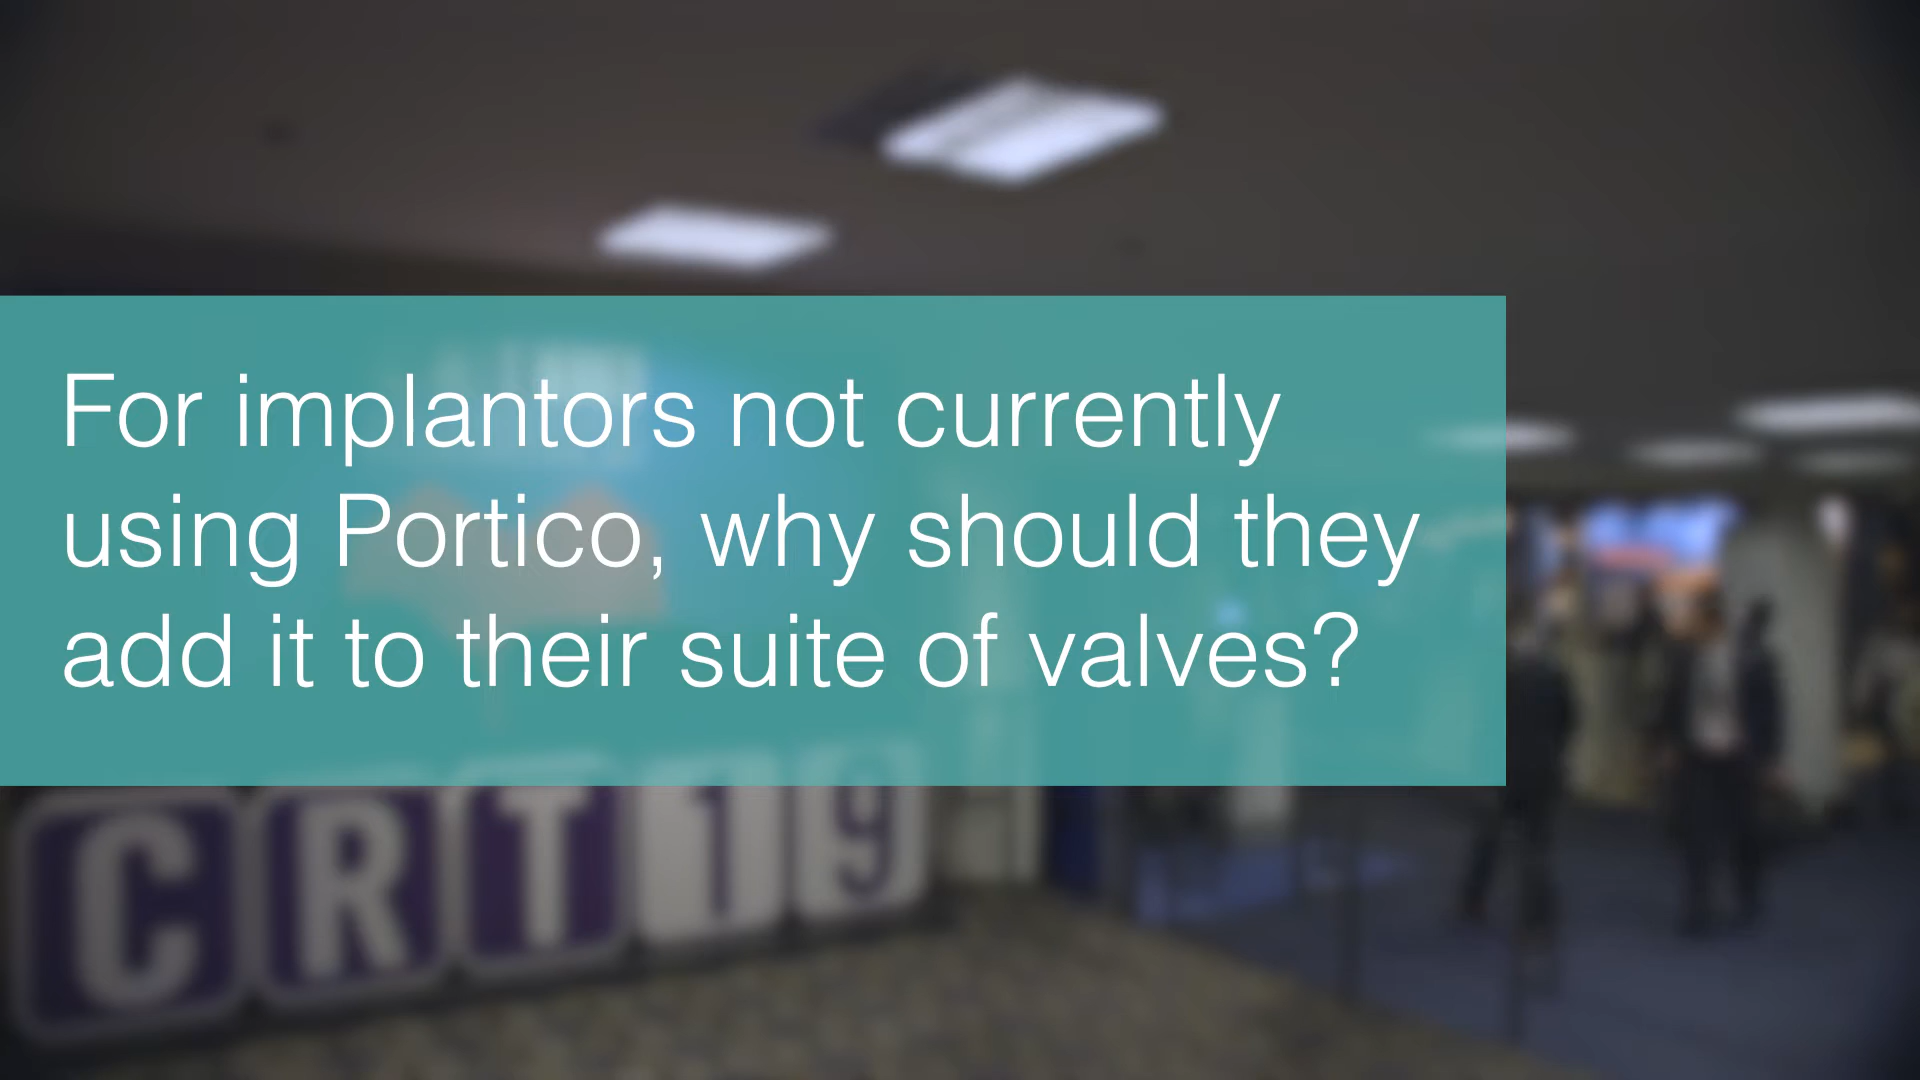 For implantors not currently
using Portico, why should they
add it to their suite of valves?
CRT19